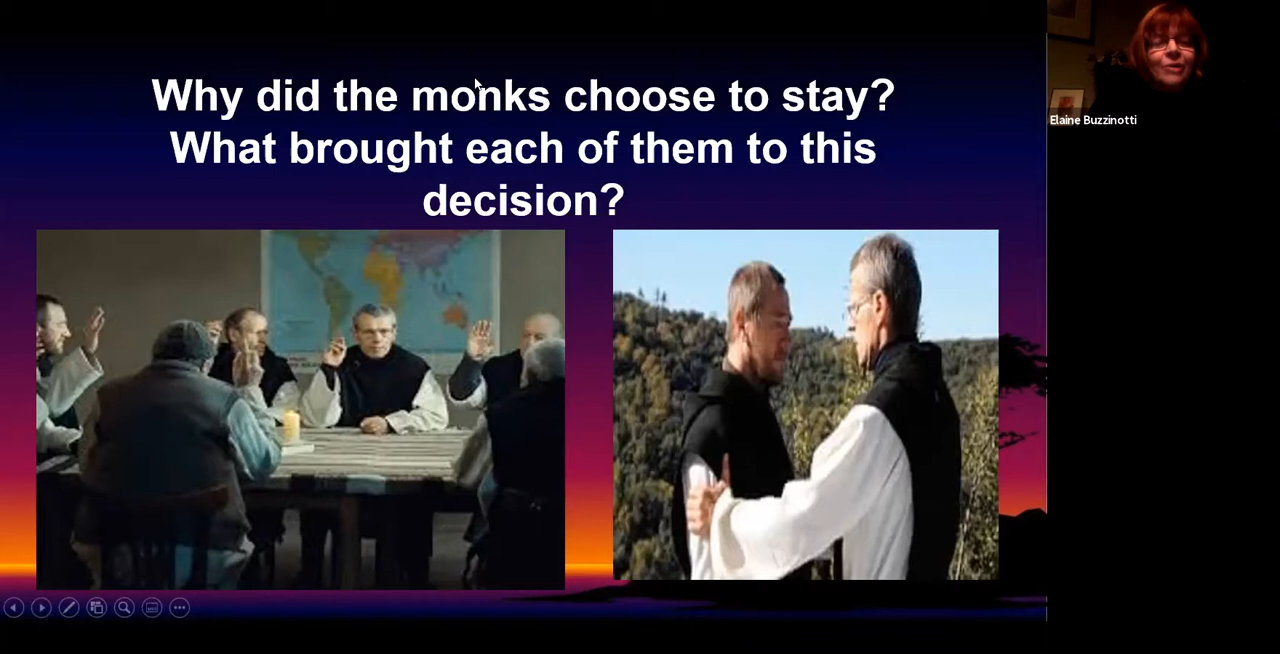 Why did the monks choose to stay?
What brought each of them to this
decision?
Elaine Buzzinotti